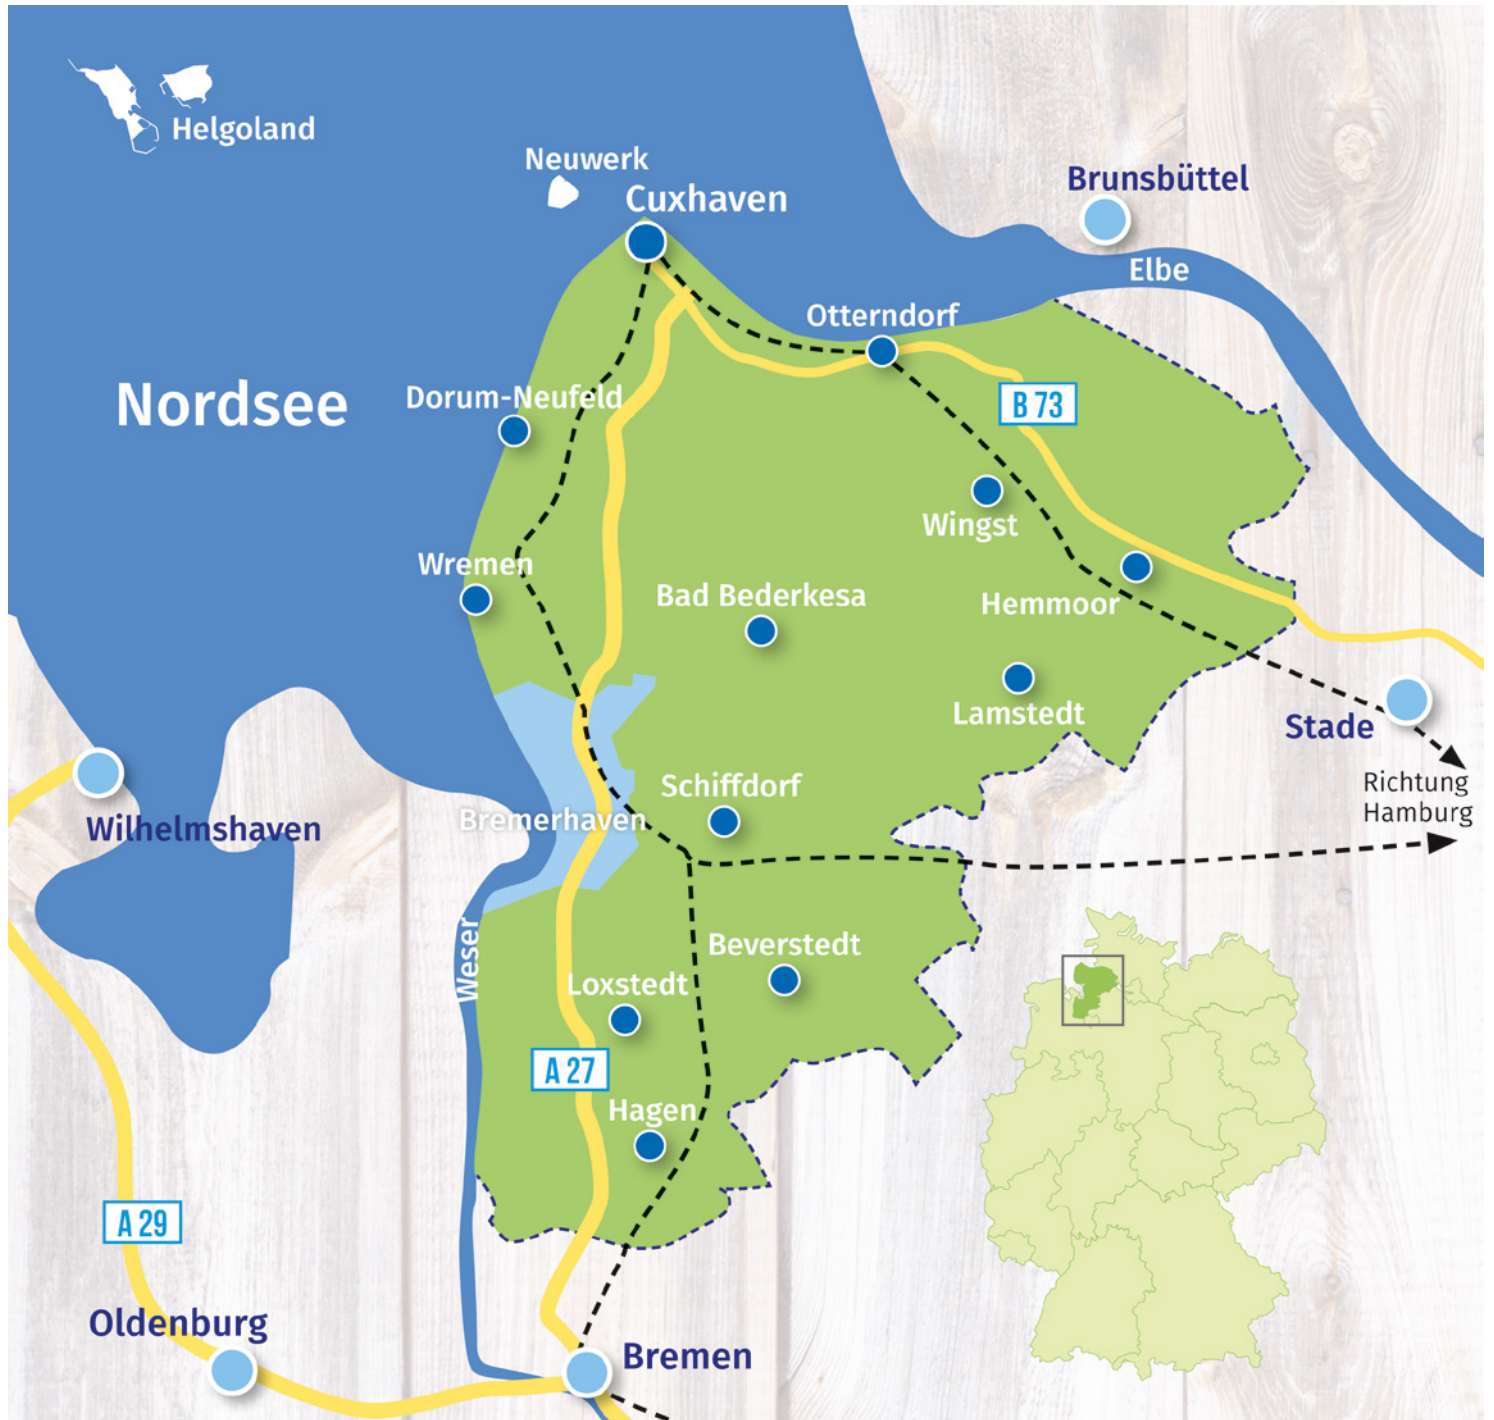 Helgoland
Neuwerk
Cuxhaven
Brunsbüttel
Elbe
Otterndorf
Nordsee
Dorum-Neufeld
B 73
Wingst
Wremen
Bad Bederkesa
Hemmoor
Lamstedt
Stade
Richtung
Hamburg
Schiffdorf
Bremerhaven
Wilhelmshaven
Weser
Beverstedt
Loxstedt
A 27
Hagen
A 29
Oldenburg
Bremen